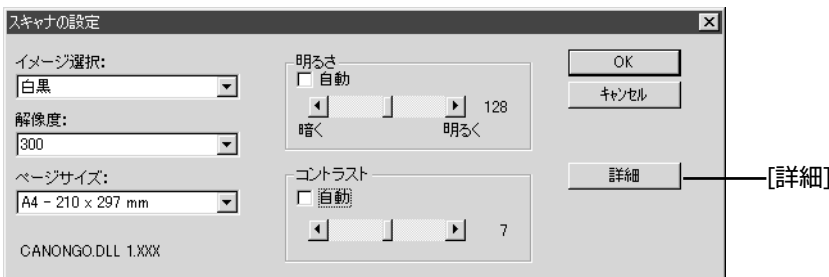 スキャナの設定
イメージ選択:
白黒
解像度:
300
ページサイズ:
A4 - 210 x 297 mm
CANONGO.DLL 1.XXX
明るさ
自動
128
暗く 明るく
コントラスト
自動
7
OK
キャンセル
詳細
[詳細]